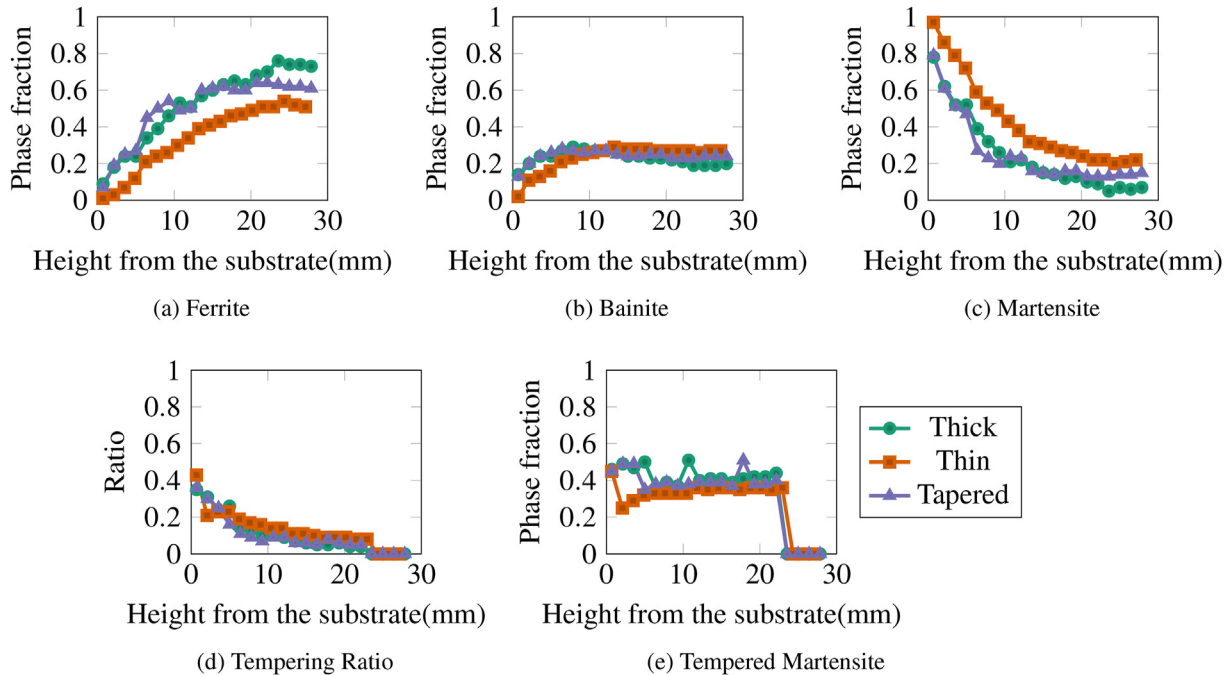 Phase fraction
1
0.8
0.6
0.4
0.2
0
0 10 20 30
Height from the substrate(mm)
(a) Ferrite
Phase fraction
1
0.8
0.6
0.4
0.2
0
0 10 20 30
Height from the substrate(mm)
(b) Bainite
Phase fraction
1
0.8
0.6
0.4
0.2
0
0 10 20 30
Height from the substrate(mm)
(c) Martensite
Ratio
1
0.8
0.6
0.4
0.2
0
0 10 20 30
Height from the substrate(mm)
(d) Tempering Ratio
Phase fraction
1
0.8
0.6
0.4
0.2
0
0 10 20 30
Height from the substrate(mm)
(e) Tempered Martensite
Thick
Thin
Tapered